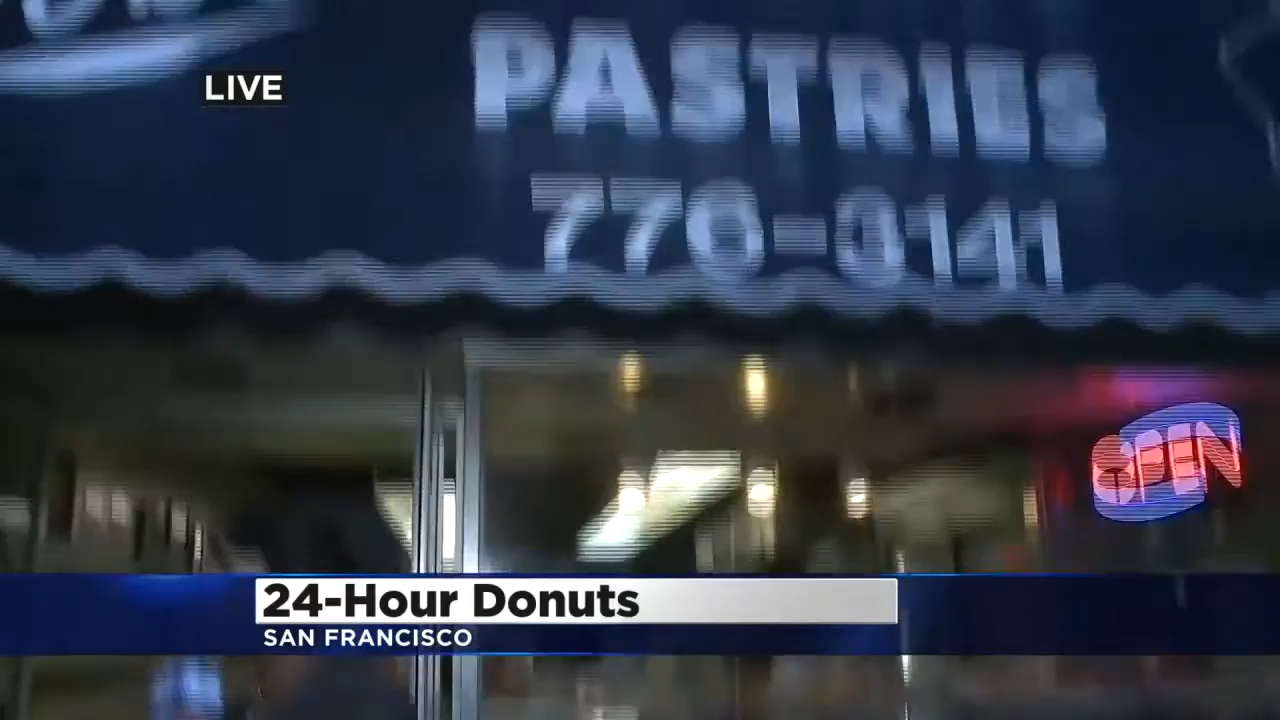 LIVE
PASTRIES
770-0141
OPEN
24-Hour Donuts
SAN FRANCISCO